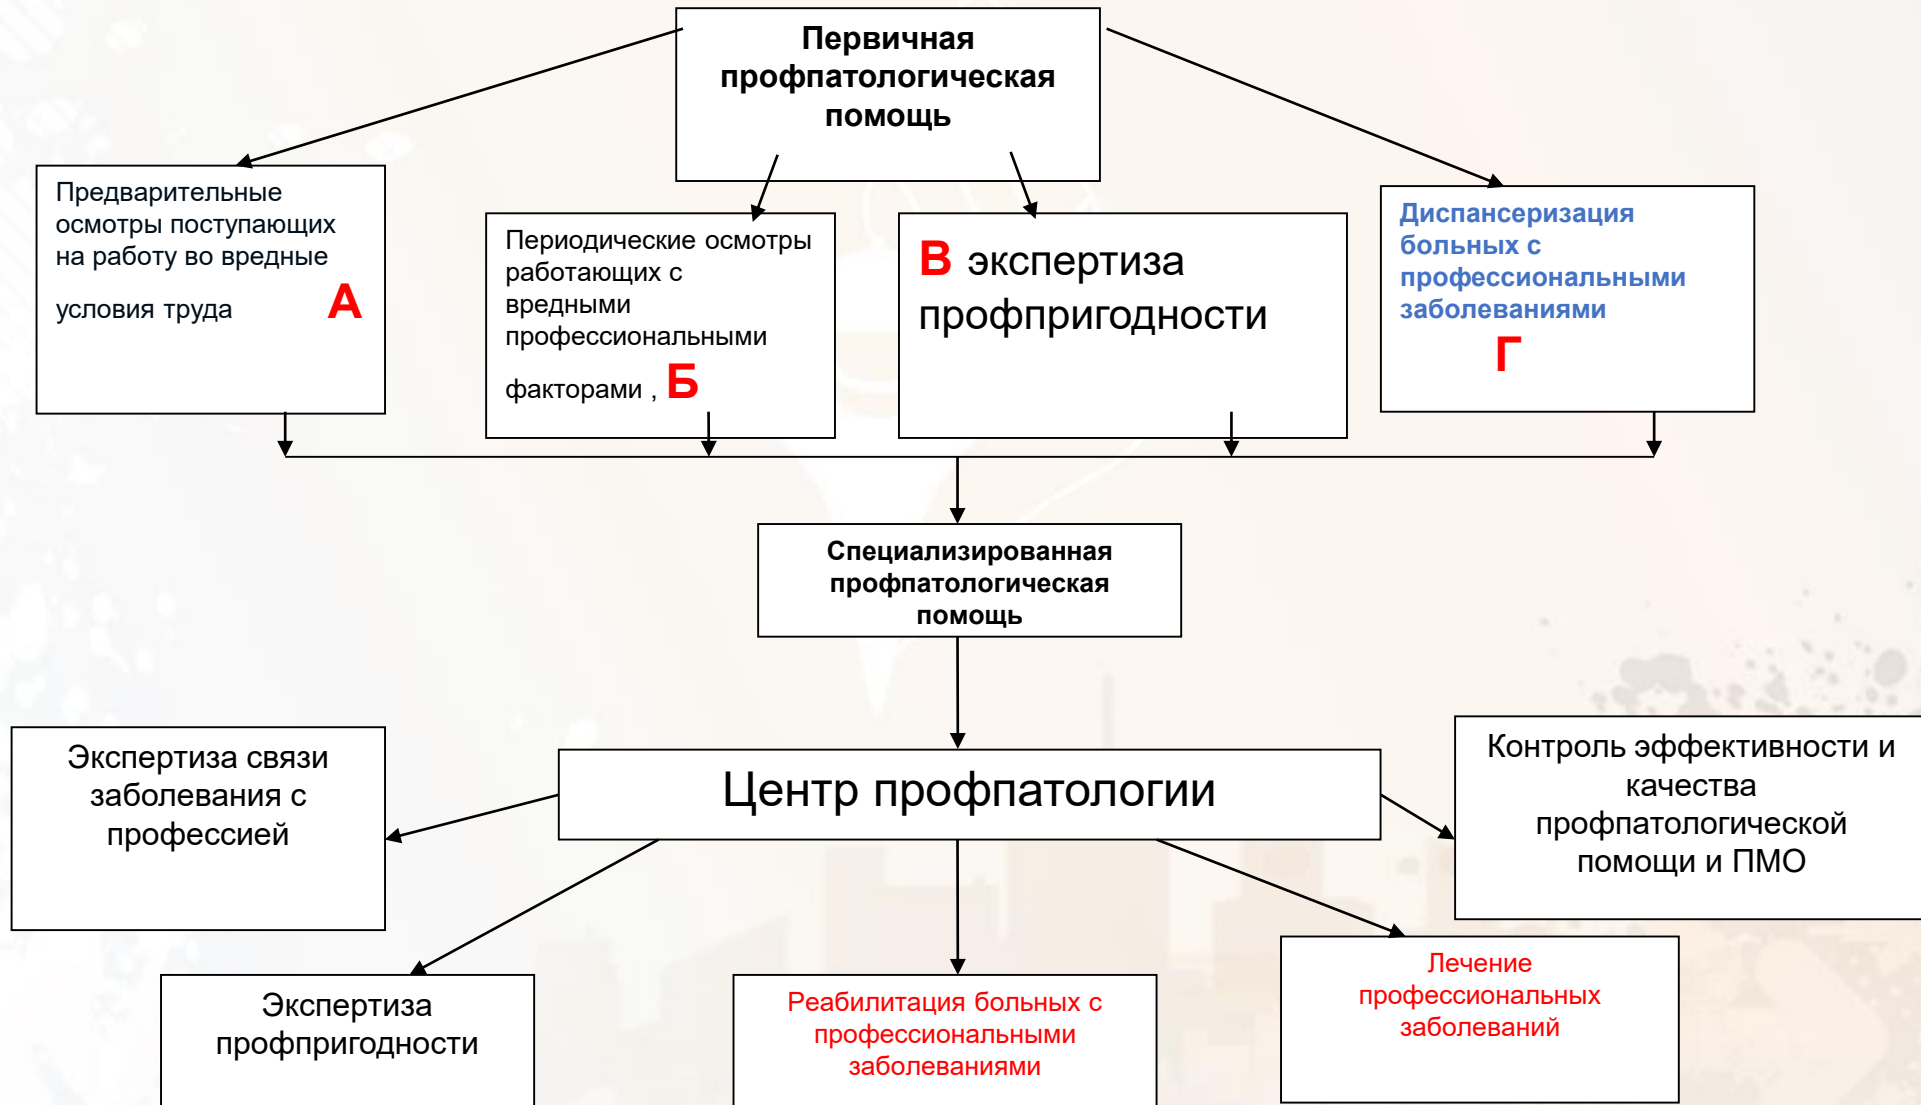 Первичная
профпатологическая
помощь
Предварительные
осмотры поступающих
на работу во вредные
условия труда А
Периодические осмотры
работающих с
вредными
профессиональными
факторами , Б
В экспертиза
профпригодности
Диспансеризация
больных с
профессиональными
заболеваниями
Г
Специализированная
профпатологическая
помощь
Экспертиза связи
заболевания с
профессией
Центр профпатологии
Контроль эффективности и
качества
профпатологической
помощи и ПМО
Экспертиза
профпригодности
Реабилитация больных с
профессиональными
заболеваниями
Лечение
профессиональных
заболеваний